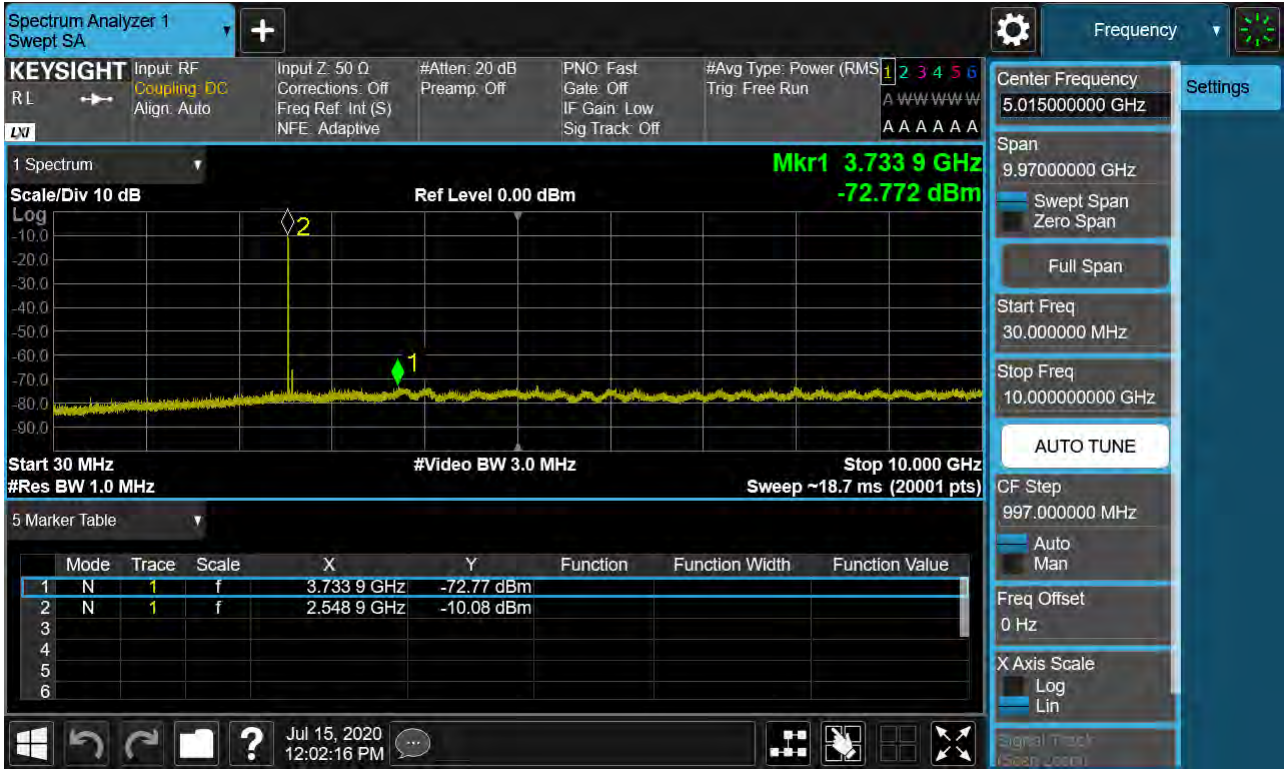 Spectrum Analyzer 1
Swept SA
Frequency
KEYSIGHT
R L
LXI
Input: RF
Coupling: DC
Align: Auto
Input Z: 50 Ω
Corrections: Off
Freq Ref: Int (S)
NFE: Adaptive
#Atten: 20 dB
Preamp: Off
PNO: Fast
Gate: Off
IF Gain: Low
Sig Track: Off
#Avg Type: Power (RMS
Trig: Free Run
1 2 3 4 5 6
A W W W W W
A A A A A A
1 Spectrum
Scale/Div 10 dB
Ref Level 0.00 dBm
Mkr1 3.733 9 GHz
-72.772 dBm
Log
-10.0
-20.0
-30.0
-40.0
-50.0
-60.0
-70.0
-80.0
-90.0
2
1
Start 30 MHz
#Video BW 3.0 MHz
Stop 10.000 GHz
#Res BW 1.0 MHz
Sweep ~18.7 ms (20001 pts)
5 Marker Table
Mode Trace Scale X Y Function Function Width Function Value
1 N 1 f 3.733 9 GHz -72.77 dBm
2 N 1 f 2.548 9 GHz -10.08 dBm
3
4
5
6
Jul 15, 2020
12:02:16 PM
Center Frequency
5.015000000 GHz
Settings
Span
9.97000000 GHz
Swept Span
Zero Span
Full Span
Start Freq
30.000000 MHz
Stop Freq
10.000000000 GHz
AUTO TUNE
CF Step
997.000000 MHz
Auto
Man
Freq Offset
0 Hz
X Axis Scale
Log
Lin
Signal Track
(Span Zoom)